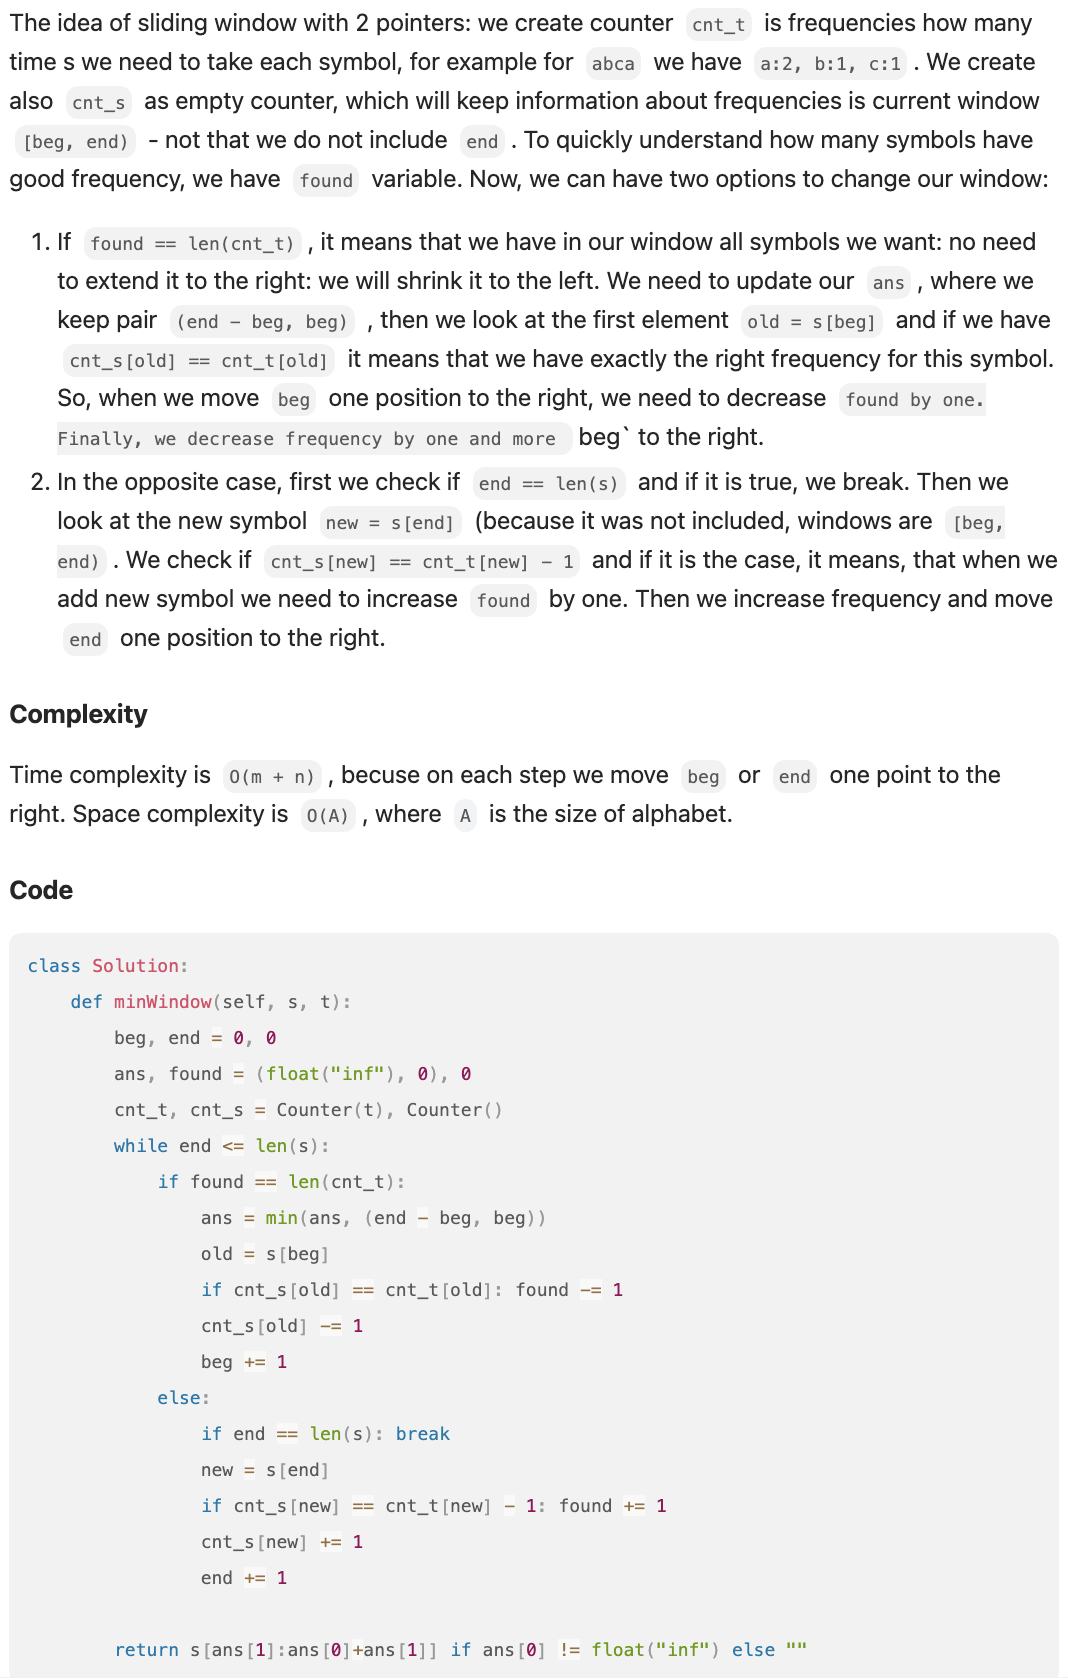 The idea of sliding window with 2 pointers: we create counter cnt_t is frequencies how many
time s we need to take each symbol, for example for abca we have a:2, b:1, c:1 . We create
also cnt_s as empty counter, which will keep information about frequencies is current window
[beg, end) - not that we do not include end . To quickly understand how many symbols have
good frequency, we have found variable. Now, we can have two options to change our window:
1. If found == len(cnt_t) , it means that we have in our window all symbols we want: no need
to extend it to the right: we will shrink it to the left. We need to update our ans , where we
keep pair (end - beg, beg) , then we look at the first element old = s[beg] and if we have
cnt_s[old] == cnt_t[old] it means that we have exactly the right frequency for this symbol.
So, when we move beg one position to the right, we need to decrease found by one.
Finally, we decrease frequency by one and more beg` to the right.
2. In the opposite case, first we check if end == len(s) and if it is true, we break. Then we
look at the new symbol new = s[end] (because it was not included, windows are [beg,
end) . We check if cnt_s[new] == cnt_t[new] - 1 and if it is the case, it means, that when we
add new symbol we need to increase found by one. Then we increase frequency and move
end one position to the right.
Complexity
Time complexity is O(m + n) , becuse on each step we move beg or end one point to the
right. Space complexity is O(A) , where A is the size of alphabet.
Code
class Solution:
    def minWindow(self, s, t):
        beg, end = 0, 0
        ans, found = (float("inf"), 0), 0
        cnt_t, cnt_s = Counter(t), Counter()
        while end <= len(s):
            if found == len(cnt_t):
                ans = min(ans, (end - beg, beg))
                old = s[beg]
                if cnt_s[old] == cnt_t[old]: found -= 1
                cnt_s[old] -= 1
                beg += 1
            else:
                if end == len(s): break
                new = s[end]
                if cnt_s[new] == cnt_t[new] - 1: found += 1
                cnt_s[new] += 1
                end += 1
        return s[ans[1]:ans[0]+ans[1]] if ans[0] != float("inf") else ""